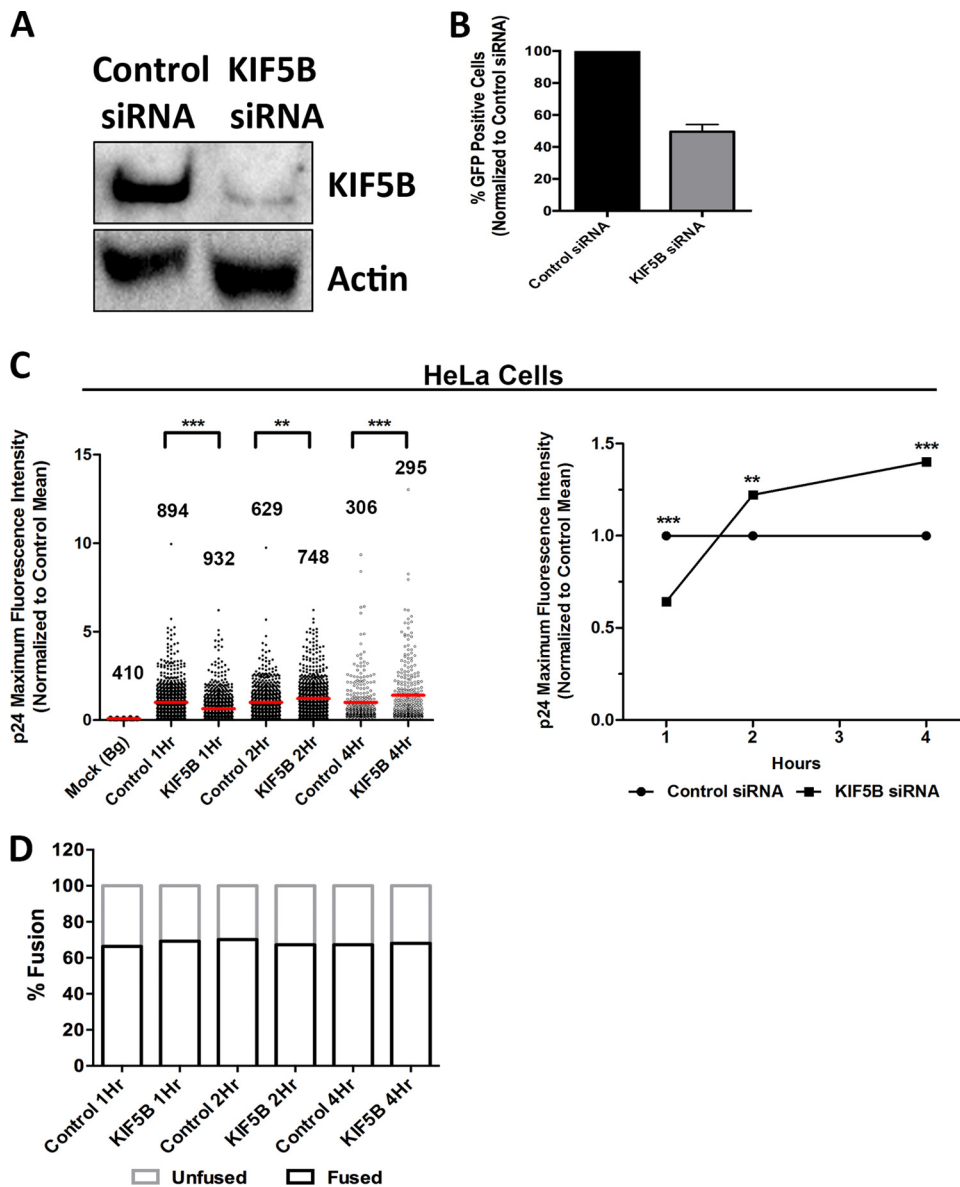 A
Control KIF5B
siRNA siRNA
KIF5B
Actin
B
% GFP Positive Cells
(Normalized to Control siRNA)
100
80
60
40
20
0
Control siRNA
KIF5B siRNA
C
HeLa Cells
p24 Maximum Fluorescence Intensity
(Normalized to Control Mean)
15
10
5
0
*** ** ***
410
894
932
629
748
306
295
Mock (Bg)
Control 1Hr
KIF5B 1Hr
Control 2Hr
KIF5B 2Hr
Control 4Hr
KIF5B 4Hr
p24 Maximum Fluorescence Intensity
(Normalized to Control Mean)
1.5
1.0
0.5
0.0
***
**
***
1 2 3 4
Hours
Control siRNA KIF5B siRNA
D
% Fusion
120
100
80
60
40
20
0
Control 1Hr
KIF5B 1Hr
Control 2Hr
KIF5B 2Hr
Control 4Hr
KIF5B 4Hr
Unfused Fused